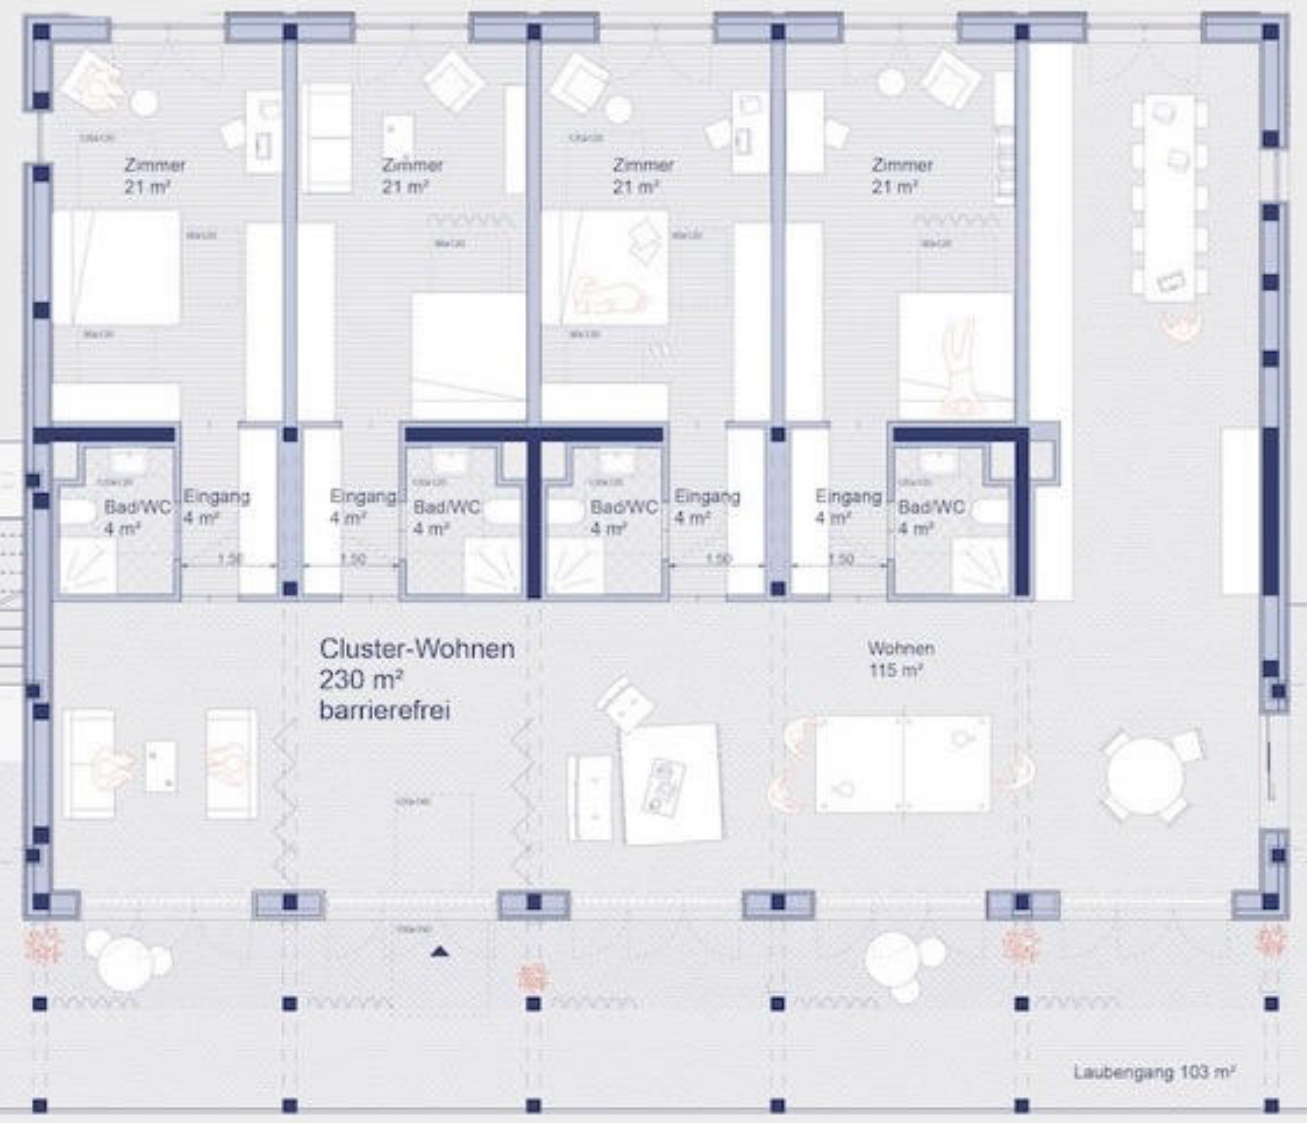 Zimmer
21 m²
Zimmer
21 m²
Zimmer
21 m²
Zimmer
21 m²
Bad/WC
4 m²
Eingang
4 m²
1.50
Eingang
4 m²
1.50
Bad/WC
4 m²
Bad/WC
4 m²
Eingang
4 m²
1.50
Eingang
4 m²
1.50
Bad/WC
4 m²
Cluster-Wohnen
230 m²
barrierefrei
Wohnen
115 m²
Laubengang 103 m²